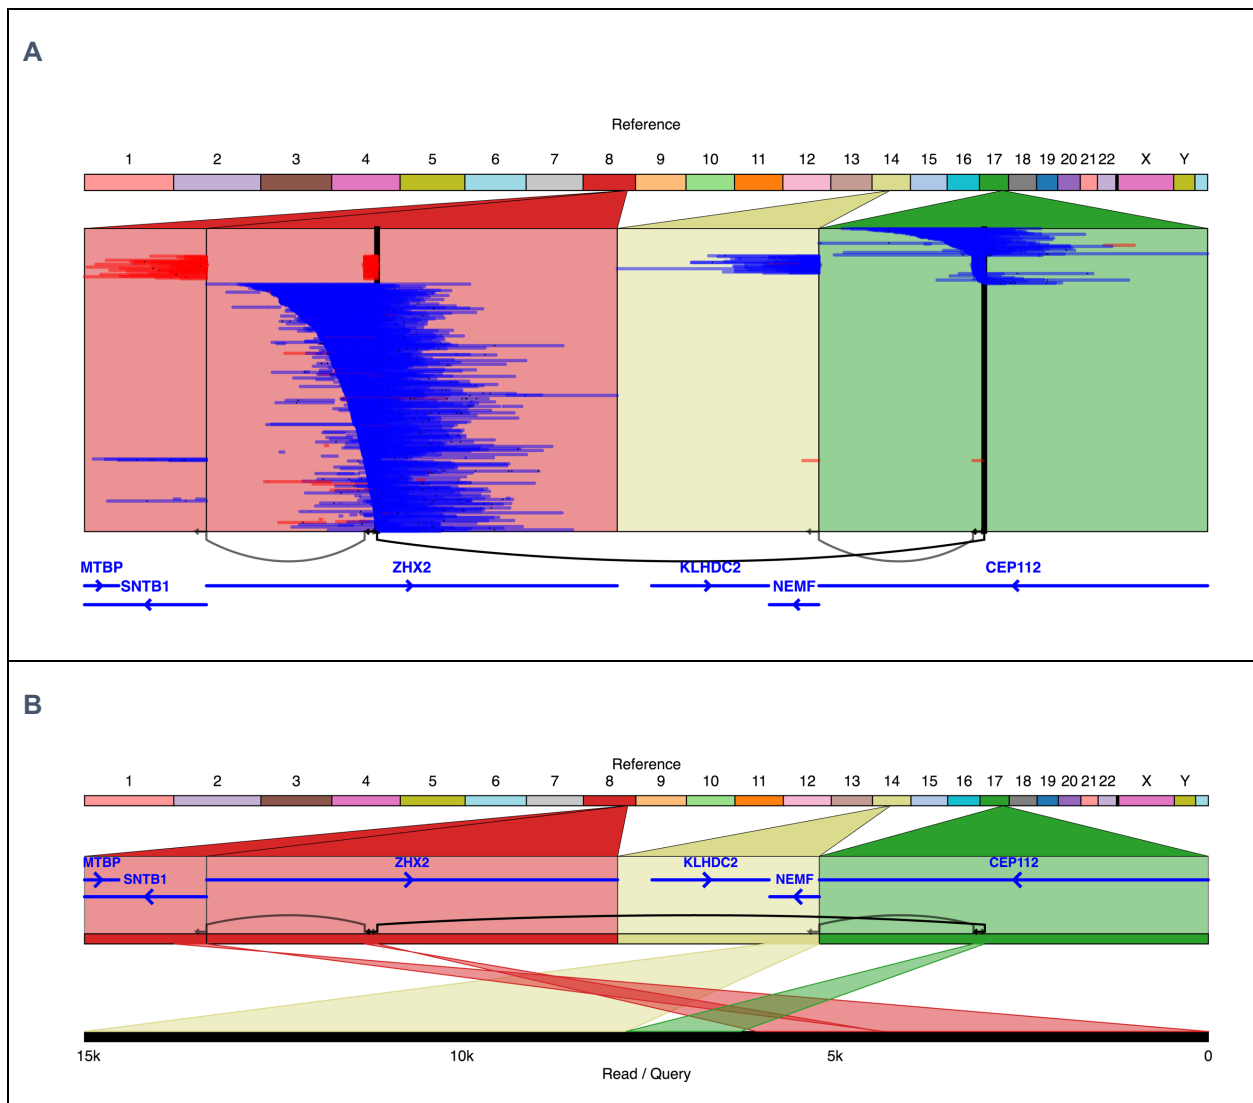 A
Reference
1 2 3 4 5 6 7 8 9 10 11 12 13 14 15 16 17 18 19 20 21 22 X Y
MTBP ZHX2 KLHDC2 CEP112
SNTB1 NEMF
B
Reference
1 2 3 4 5 6 7 8 9 10 11 12 13 14 15 16 17 18 19 20 21 22 X Y
MTBP ZHX2 KLHDC2 CEP112
SNTB1 NEMF
15k 10k 5k 0
Read / Query